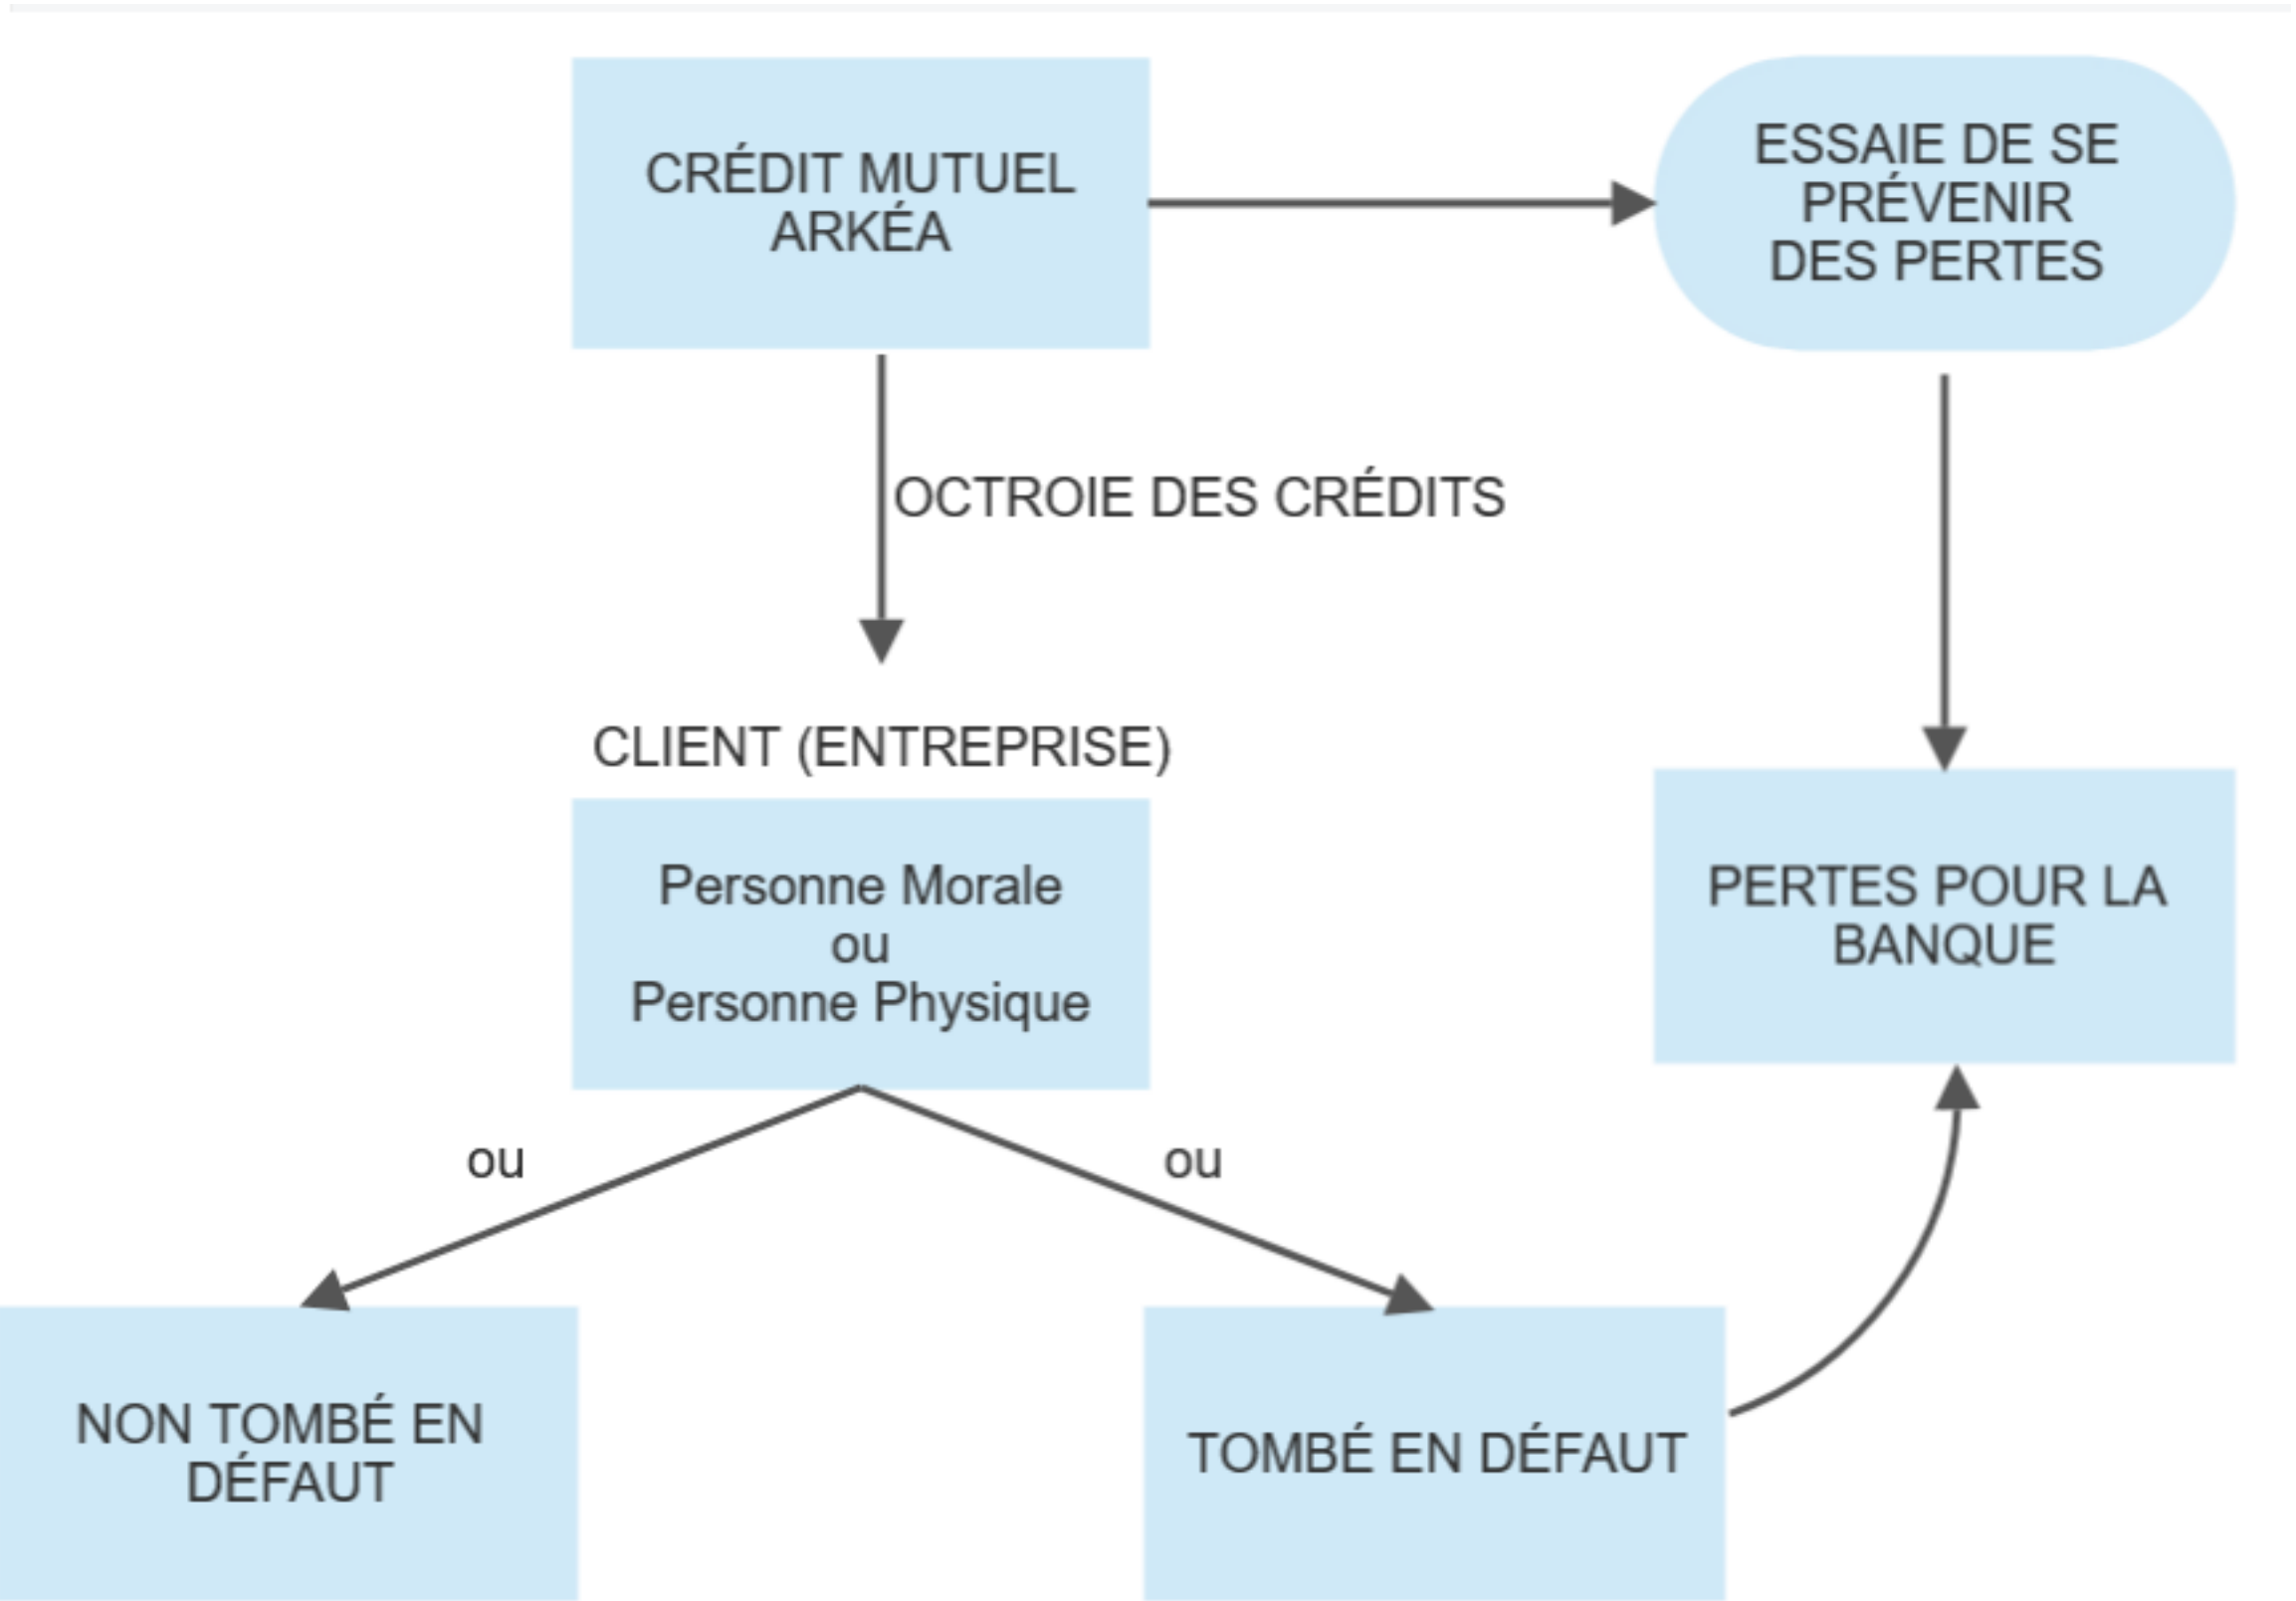 CRÉDIT MUTUEL
ARKÉA
ESSAIE DE SE
PRÉVENIR
DES PERTES
OCTROIE DES CRÉDITS
CLIENT (ENTREPRISE)
Personne Morale
ou
Personne Physique
PERTES POUR LA
BANQUE
ou
ou
NON TOMBÉ EN
DÉFAUT
TOMBÉ EN DÉFAUT